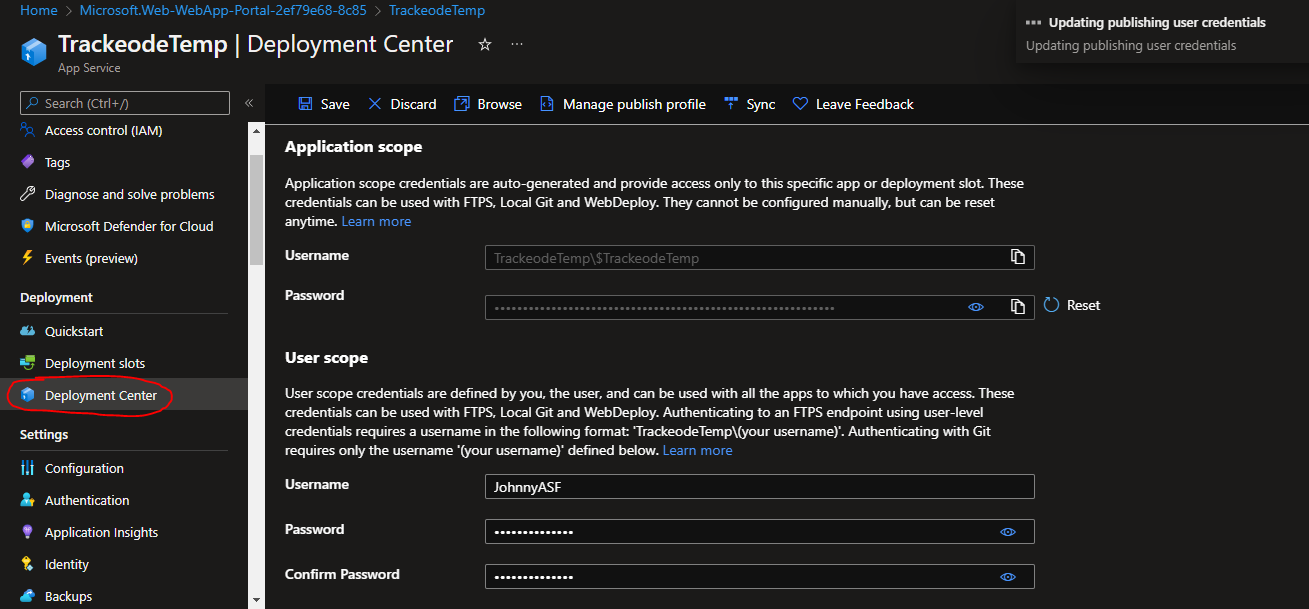 Home > Microsoft.Web-WebApp-Portal-2ef79e68-8c85 > TrackeodeTemp
Updating publishing user credentials
Updating publishing user credentials
TrackeodeTemp | Deployment Center
App Service
Search (Ctrl+/)
Access control (IAM)
Tags
Diagnose and solve problems
Microsoft Defender for Cloud
Events (preview)
Deployment
Quickstart
Deployment slots
Deployment Center
Settings
Configuration
Authentication
Application Insights
Identity
Backups
Save Discard Browse Manage publish profile Sync Leave Feedback
Application scope
Application scope credentials are auto-generated and provide access only to this specific app or deployment slot. These
credentials can be used with FTPS, Local Git and WebDeploy. They cannot be configured manually, but can be reset
anytime. Learn more
Username
TrackeodeTemp\$TrackeodeTemp
Password
Reset
User scope
User scope credentials are defined by you, the user, and can be used with all the apps to which you have access. These
credentials can be used with FTPS, Local Git and WebDeploy. Authenticating to an FTPS endpoint using user-level
credentials requires a username in the following format: 'TrackeodeTemp\(your username)'. Authenticating with Git
requires only the username '(your username)' defined below. Learn more
Username
JohnnyASF
Password
Confirm Password